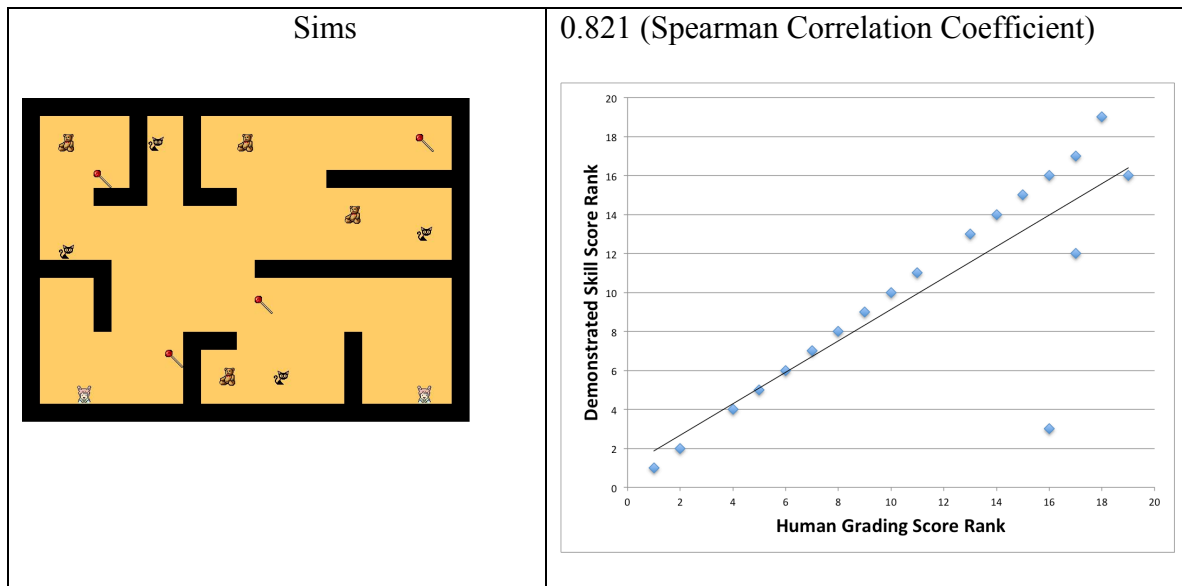 Sims
0.821 (Spearman Correlation Coefficient)
20
18
16
14
12
10
8
6
4
2
0
Demonstrated Skill Score Rank
0 2 4 6 8 10 12 14 16 18 20
Human Grading Score Rank